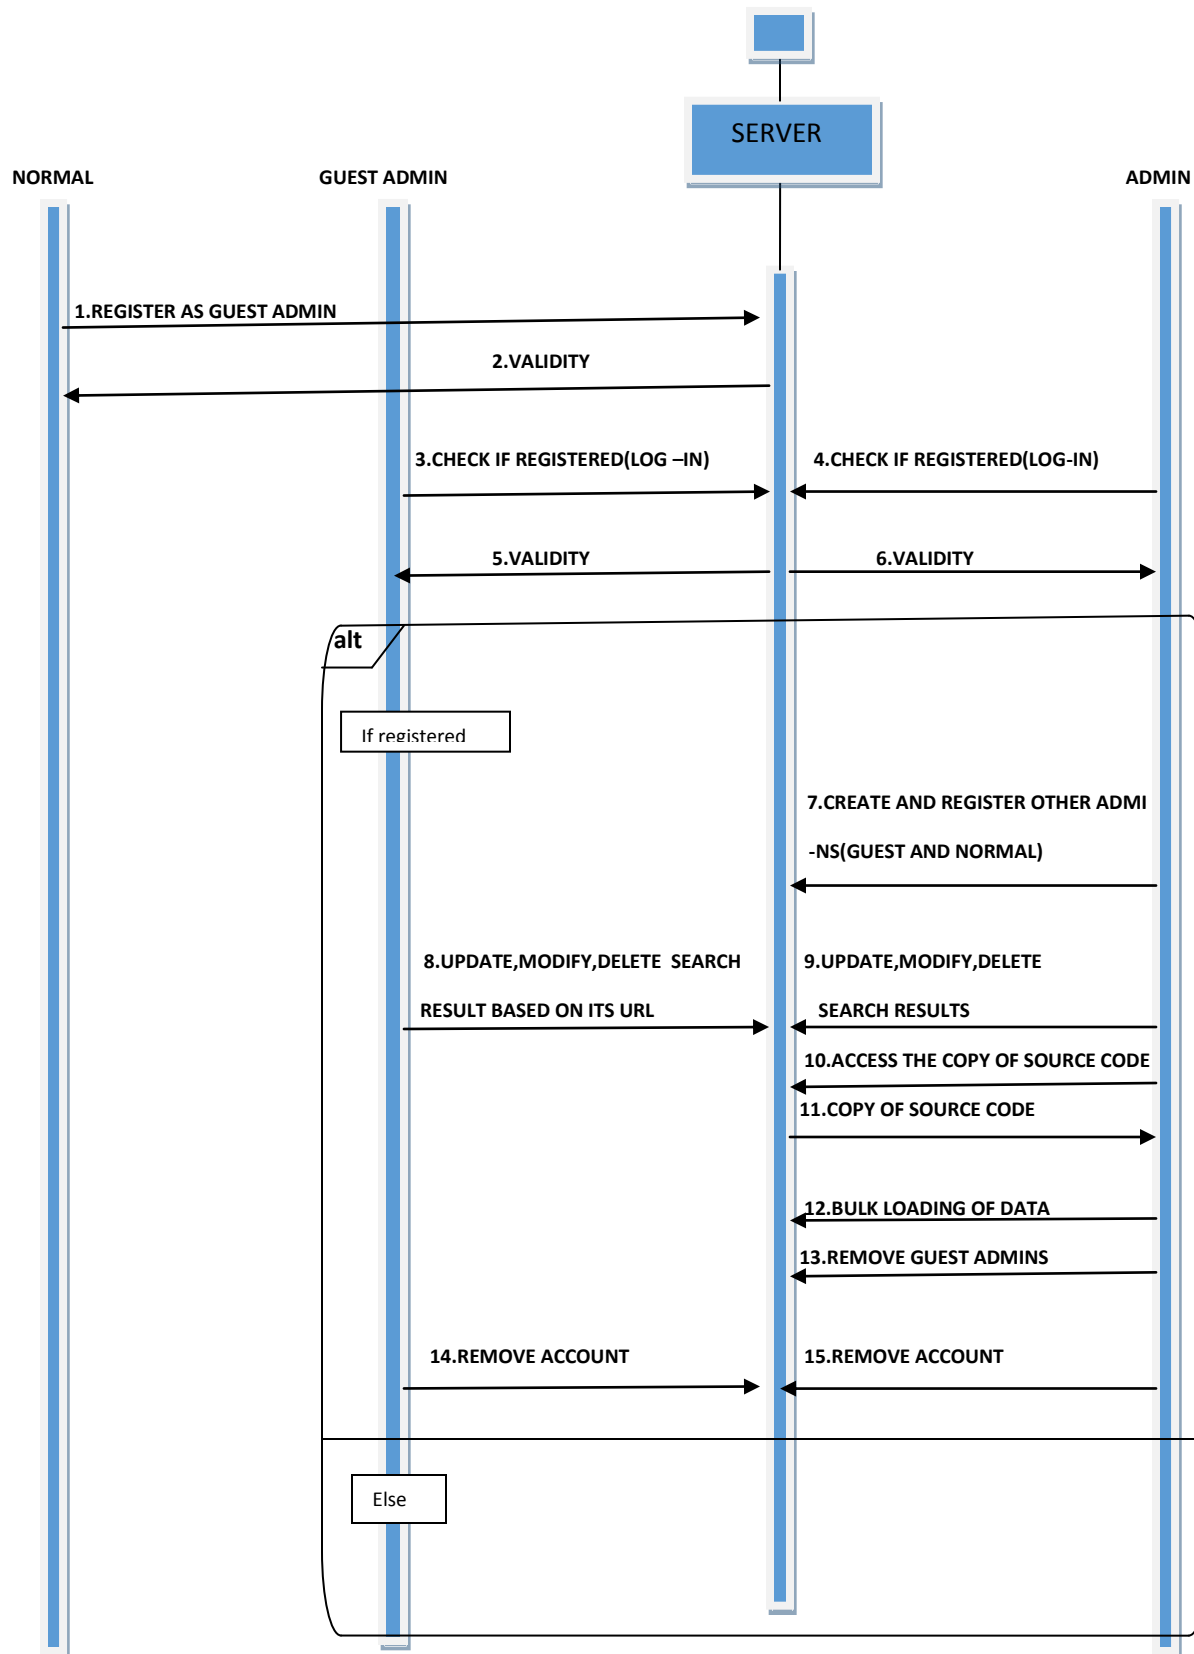 SERVER
NORMAL
GUEST ADMIN
ADMIN
1.REGISTER AS GUEST ADMIN
2.VALIDITY
3.CHECK IF REGISTERED(LOG –IN)
4.CHECK IF REGISTERED(LOG-IN)
5.VALIDITY
6.VALIDITY
alt
If registered
7.CREATE AND REGISTER OTHER ADMI
-NS(GUEST AND NORMAL)
8.UPDATE,MODIFY,DELETE SEARCH
RESULT BASED ON ITS URL
9.UPDATE,MODIFY,DELETE
SEARCH RESULTS
10.ACCESS THE COPY OF SOURCE CODE
11.COPY OF SOURCE CODE
12.BULK LOADING OF DATA
13.REMOVE GUEST ADMINS
14.REMOVE ACCOUNT
15.REMOVE ACCOUNT
Else